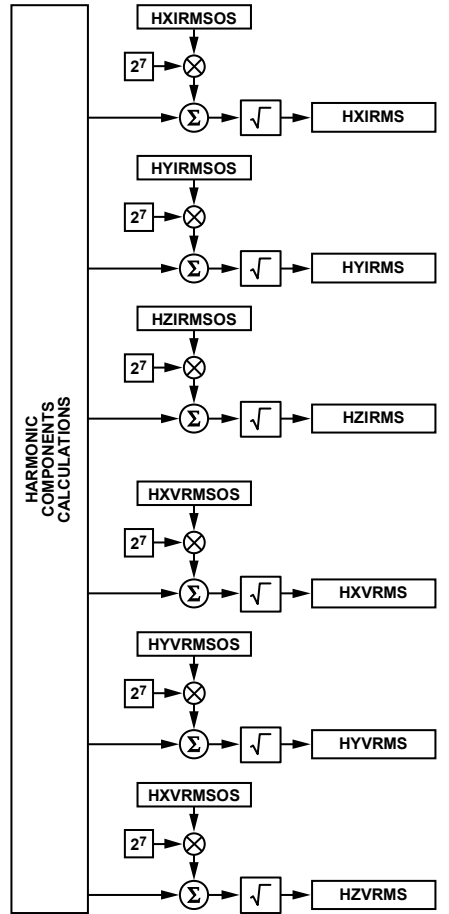 HARMONIC
COMPONENTS
CALCULATIONS
HXIRMSOS
2⁷
Σ
√
HXIRMS
HYIRMSOS
2⁷
Σ
√
HYIRMS
HZIRMSOS
2⁷
Σ
√
HZIRMS
HXVRMSOS
2⁷
Σ
√
HXVRMS
HYVRMSOS
2⁷
Σ
√
HYVRMS
HXVRMSOS
2⁷
Σ
√
HZVRMS